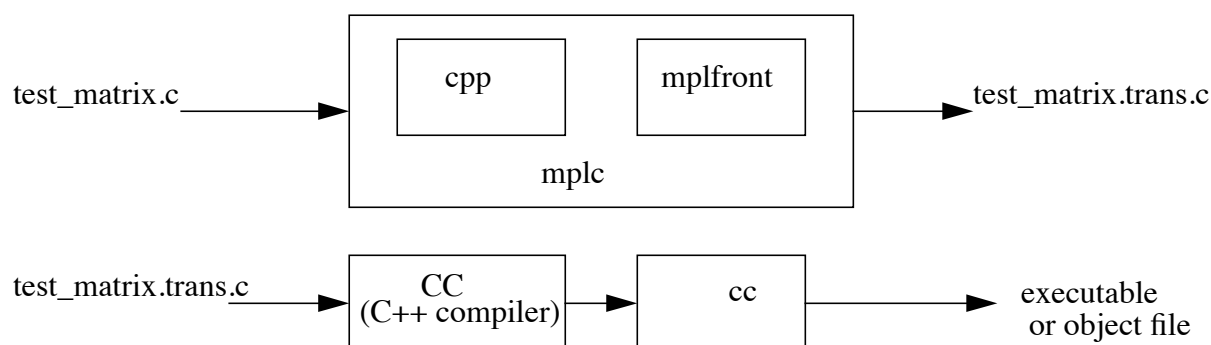 cpp
mplfront
test_matrix.c
test_matrix.trans.c
mplc
test_matrix.trans.c
CC
(C++ compiler)
cc
executable
or object file